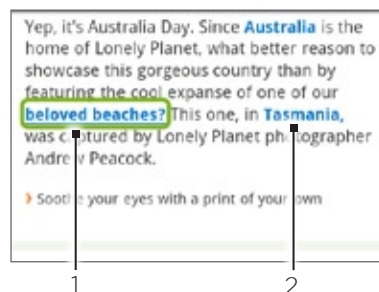 Yep, it's Australia Day. Since Australia is the
home of Lonely Planet, what better reason to
showcase this gorgeous country than by
featuring the cool expanse of one of our
beloved beaches? This one, in Tasmania,
was captured by Lonely Planet photographer
Andrew Peacock.
› Soothe your eyes with a print of your own
1 2